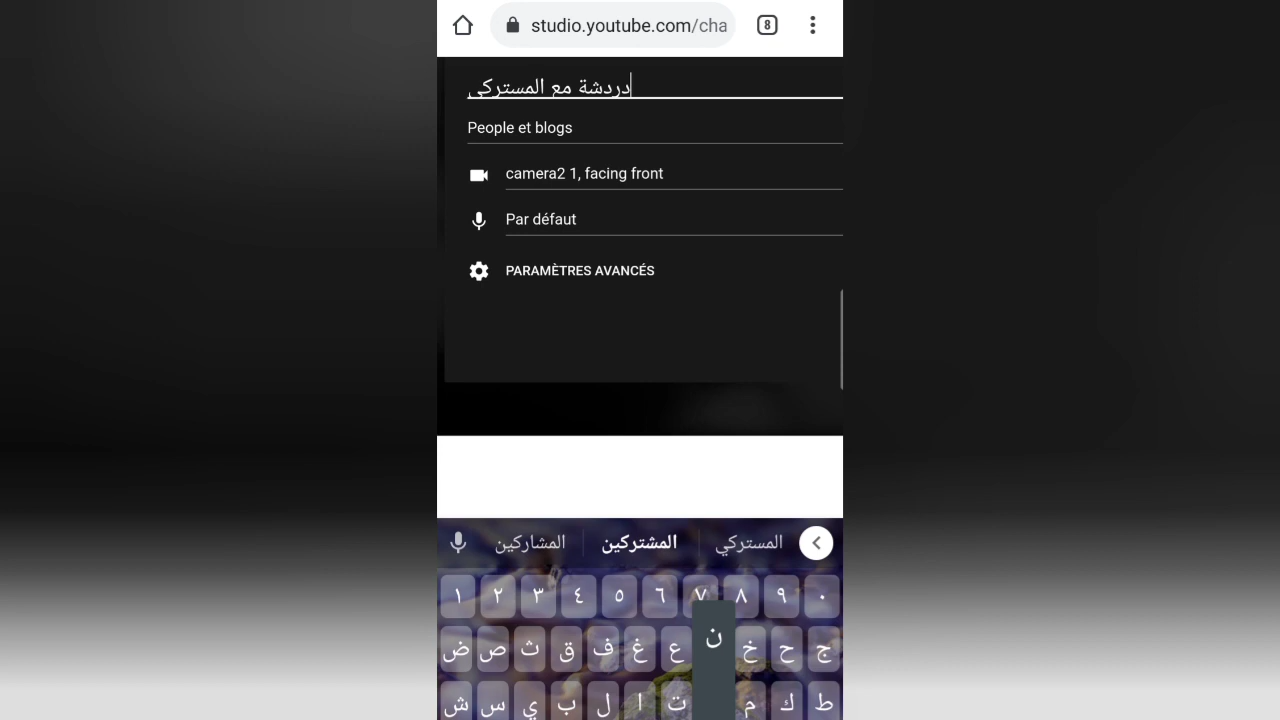 studio.youtube.com/cha
8
دردشة مع المستركي
People et blogs
camera2 1, facing front
Par défaut
PARAMÈTRES AVANCÉS
المشاركين المشتركين المستركي
١ ٢ ٣ ٤ ٥ ٦ ٧ ٨ ٩ ٠
ض ص ث ق ف غ ع ن خ ح ج
ش س ي ب ل ا ت م ك ط